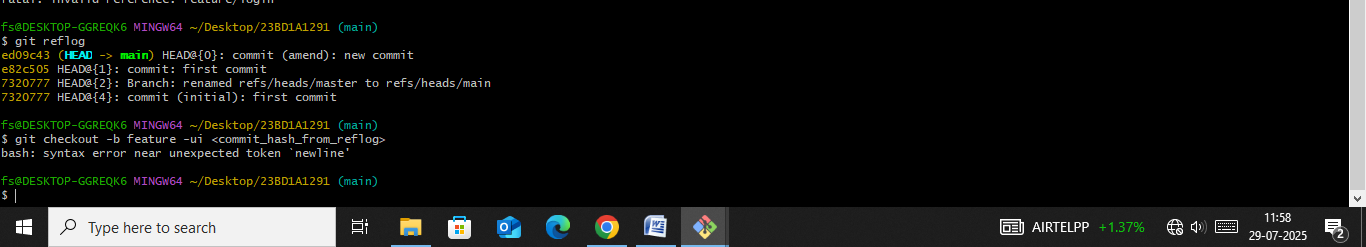 fatal: invalid reference: feature/login
fs@DESKTOP-GGREQK6 MINGW64 ~/Desktop/23BD1A1291 (main)
$ git reflog
ed09c43 (HEAD -> main) HEAD@{0}: commit (amend): new commit
e82c505 HEAD@{1}: commit: first commit
7320777 HEAD@{2}: Branch: renamed refs/heads/master to refs/heads/main
7320777 HEAD@{4}: commit (initial): first commit
fs@DESKTOP-GGREQK6 MINGW64 ~/Desktop/23BD1A1291 (main)
$ git checkout -b feature -ui <commit_hash_from_reflog>
bash: syntax error near unexpected token `newline'
fs@DESKTOP-GGREQK6 MINGW64 ~/Desktop/23BD1A1291 (main)
$
Type here to search
AIRTELPP +1.37%
11:58
29-07-2025
2